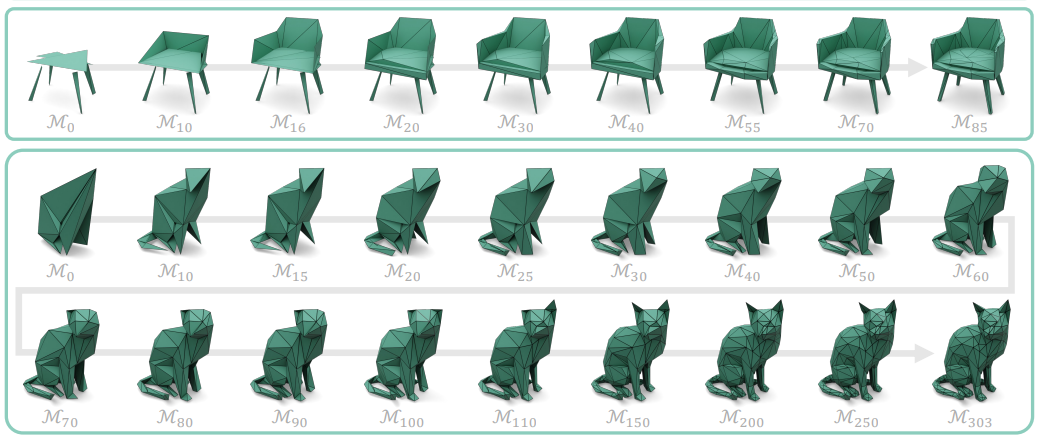 ℳ₀ ℳ₁₀ ℳ₁₆ ℳ₂₀ ℳ₃₀ ℳ₄₀ ℳ₅₅ ℳ₇₀ ℳ₈₅
ℳ₀ ℳ₁₀ ℳ₁₅ ℳ₂₀ ℳ₂₅ ℳ₃₀ ℳ₄₀ ℳ₅₀ ℳ₆₀
ℳ₇₀ ℳ₈₀ ℳ₉₀ ℳ₁₀₀ ℳ₁₁₀ ℳ₁₅₀ ℳ₂₀₀ ℳ₂₅₀ ℳ₃₀₃